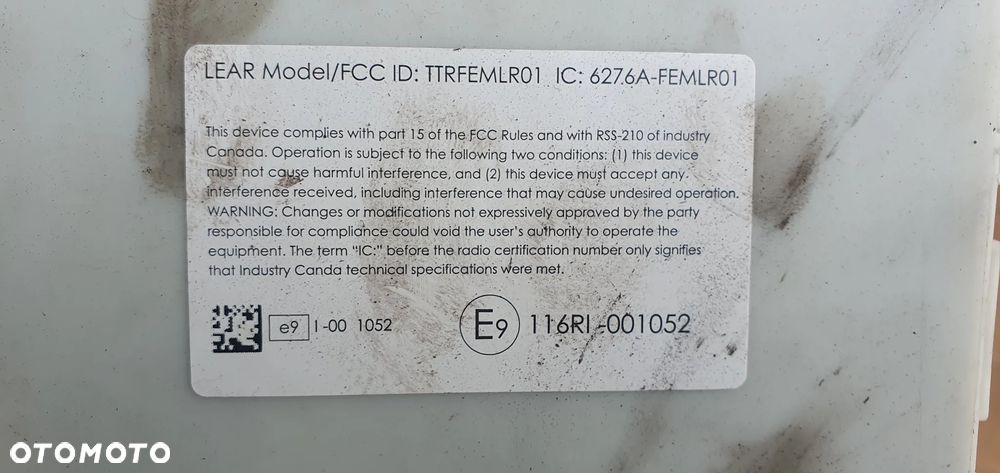 LEAR Model/FCC ID: TTRFEMLR01 IC: 6276A-FEMLR01
This device complies with part 15 of the FCC Rules and with RSS-210 of industry
Canada. Operation is subject to the following two conditions: (1) this device
must not cause harmful interference, and (2) this device must accept any
interference received, including interference that may cause undesired operation.
WARNING: Changes or modifications not expressively approved by the party
responsible for compliance could void the user's authority to operate the
equipment. The term "IC:" before the radio certification number only signifies
that Industry Canda technical specifications were met.
e9 I-00 1052
E9 116RI-001052
OTOMOTO